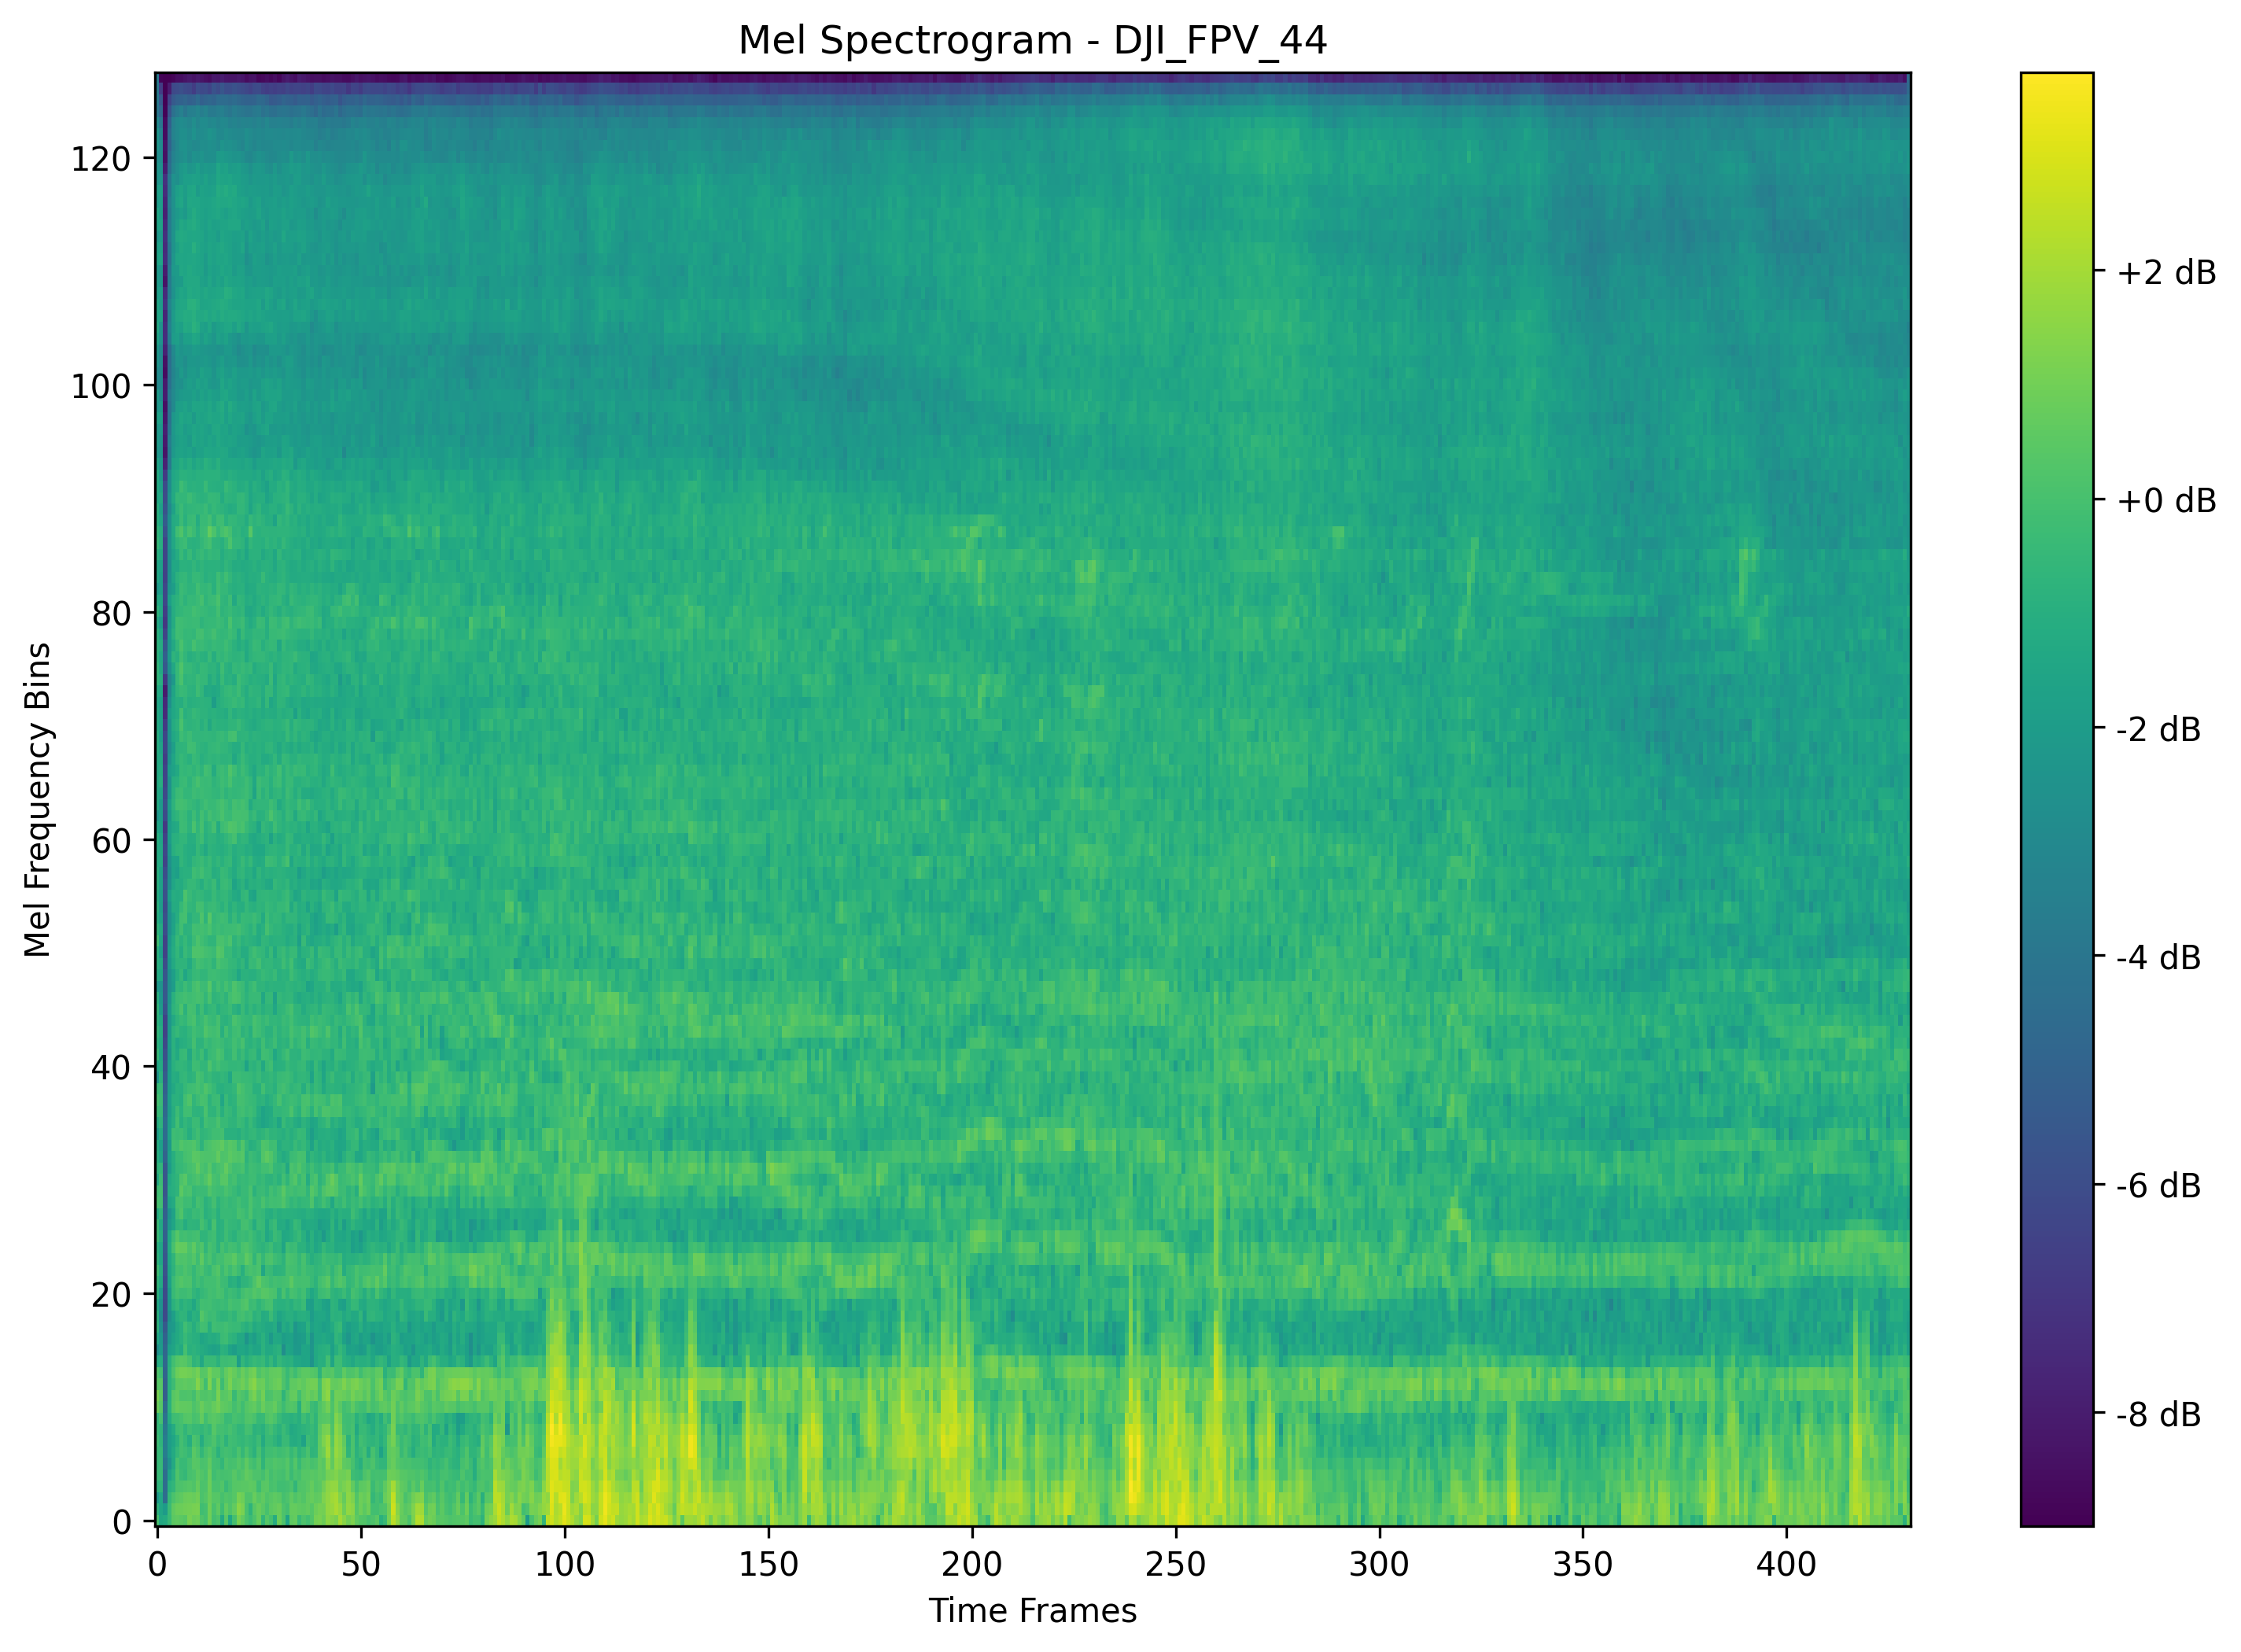 Mel Spectrogram - DJI_FPV_44
Mel Frequency Bins
120
100
80
60
40
20
0
0 50 100 150 200 250 300 350 400
Time Frames
+2 dB
+0 dB
-2 dB
-4 dB
-6 dB
-8 dB